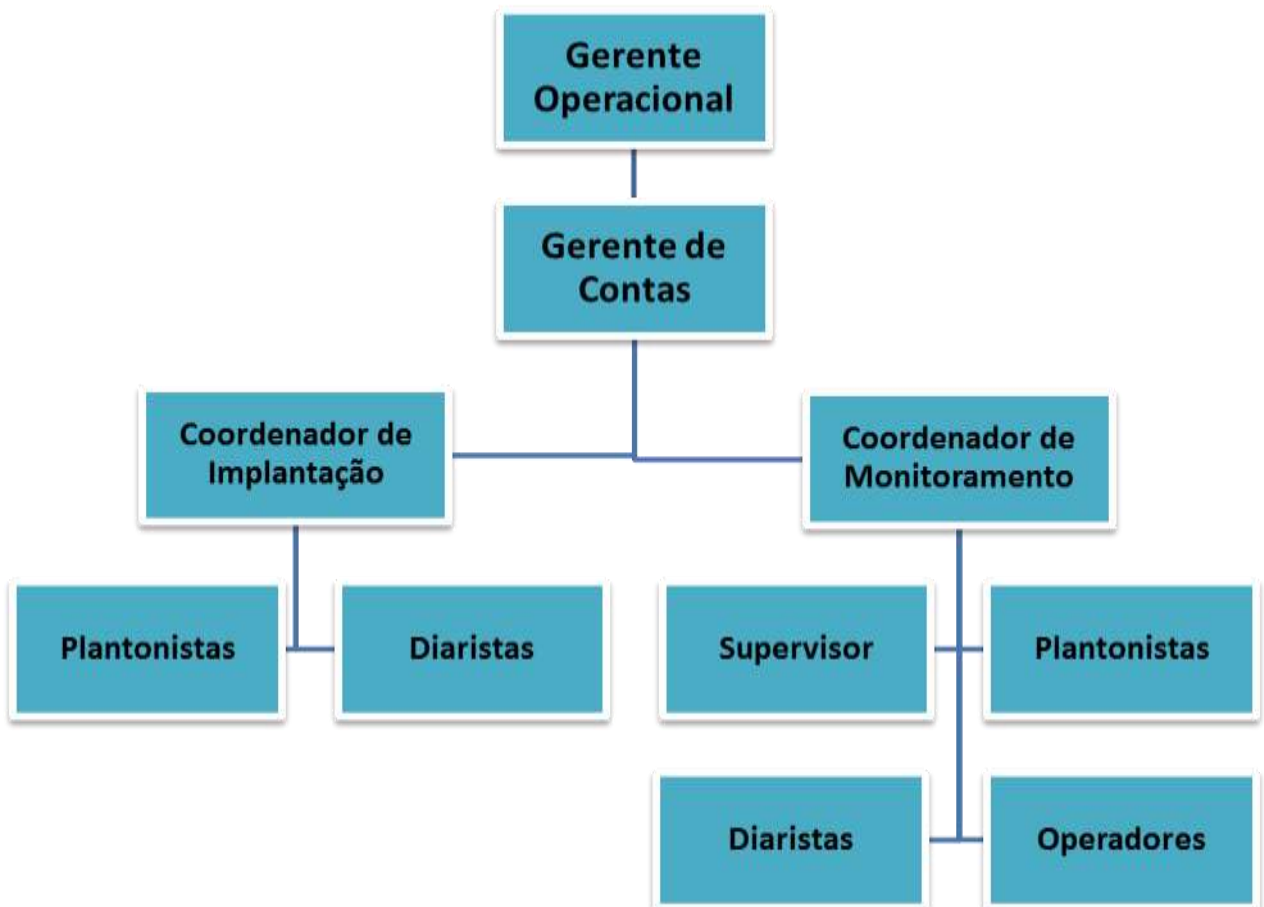 Gerente
Operacional
Gerente de
Contas
Coordenador de
Implantação
Coordenador de
Monitoramento
Plantonistas
Diaristas
Supervisor
Plantonistas
Diaristas
Operadores